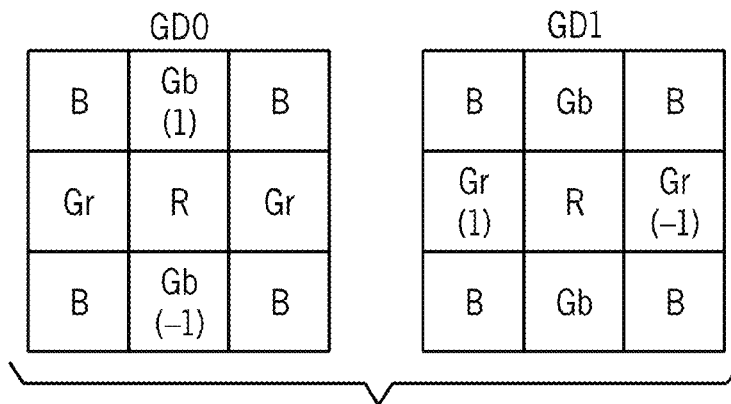 GD0 GD1
B Gb (1) B B Gb B
Gr R Gr Gr (1) R Gr (–1)
B Gb (–1) B B Gb B